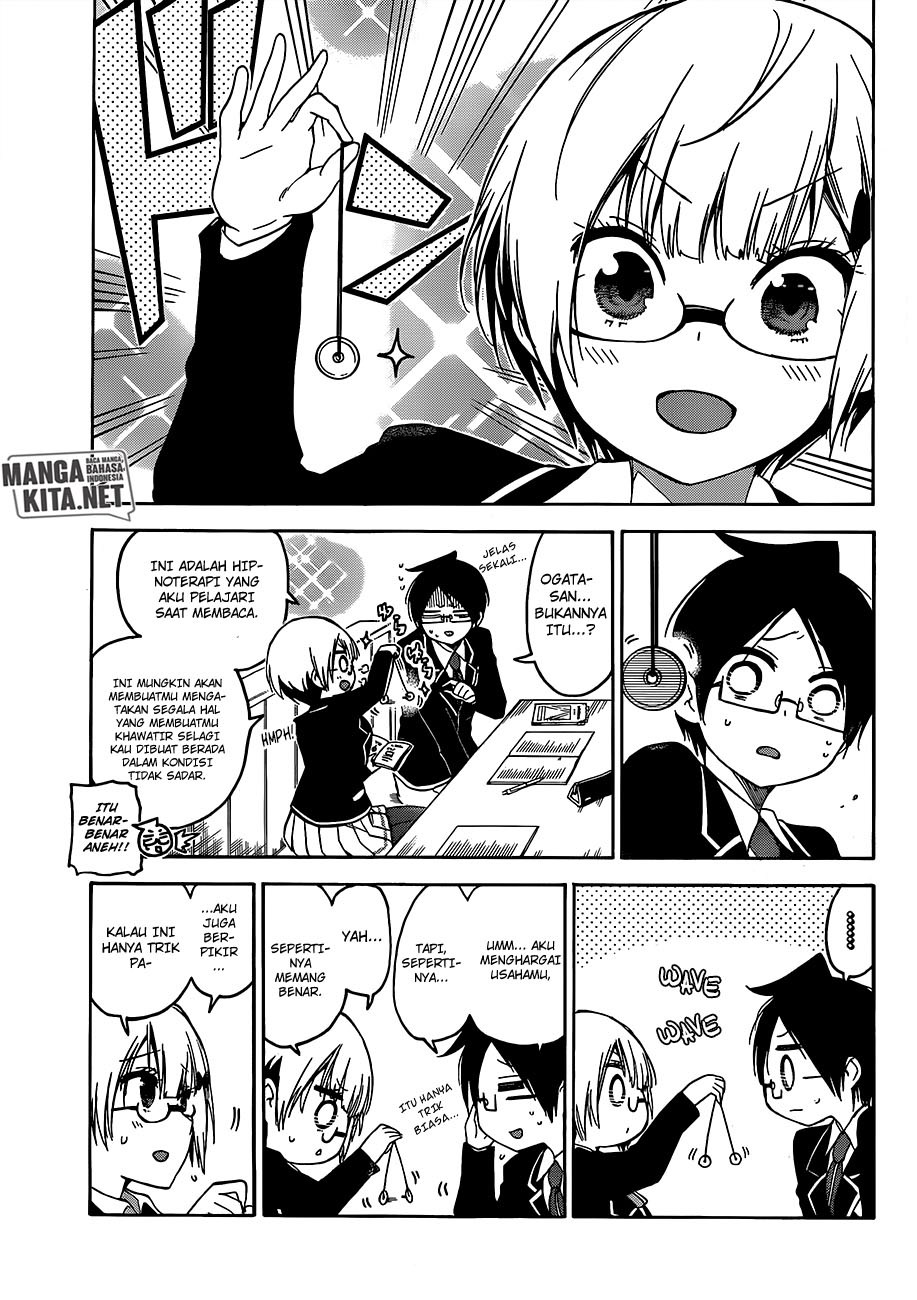 ドドン
MANGA
KITA.NET
BACA MANGA,
BAHASA
INDONESIA
OGATA-
SAN...
BUKANNYA
ITU...?
JELAS
SEKALI...
INI ADALAH HIP-
NOTERAPI YANG
AKU PELAJARI
SAAT MEMBACA.
INI MUNGKIN AKAN
MEMBUATMU MENGA-
TAKAN SEGALA HAL
YANG MEMBUATMU
KHAWATIR SELAGI
KAU DIBUAT BERADA
DALAM KONDISI
TIDAK SADAR.
HMPH!
ITU
BENAR-
BENAR
ANEH!!
WAVE
WAVE
UMM... AKU
MENGHARGAI
USAHAMU,
TAPI,
SEPERTI-
NYA...
ITU HANYA
TRIK
BIASA...
YAH...
SEPERTI-
NYA
MEMANG
BENAR.
...AKU
JUGA
BER-
PIKIR
...
KALAU INI
HANYA TRIK
PA-